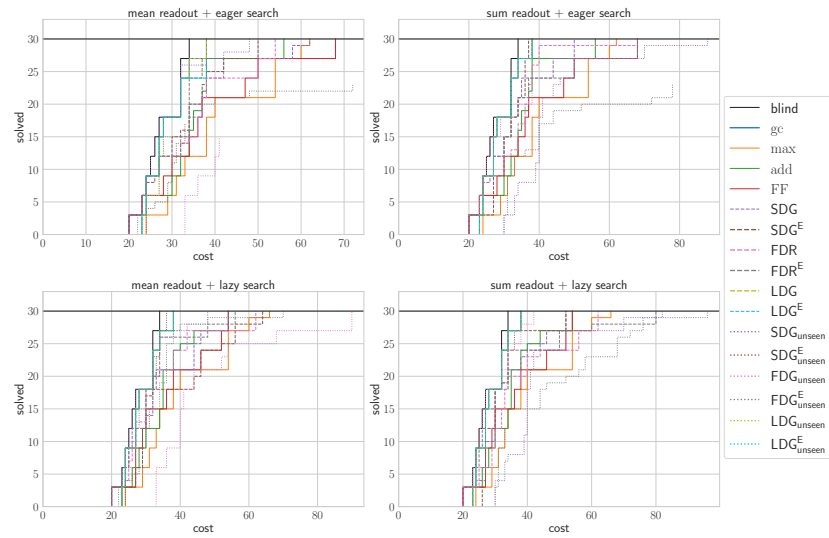 mean readout + eager search
sum readout + eager search
30
25
20
15
10
5
0
solved
0 10 20 30 40 50 60 70
cost
30
25
20
15
10
5
0
solved
0 20 40 60 80
cost
mean readout + lazy search
sum readout + lazy search
30
25
20
15
10
5
0
solved
0 20 40 60 80
cost
30
25
20
15
10
5
0
solved
0 20 40 60 80
cost
blind
gc
max
add
FF
SDG
SDG^E
FDR
FDR^E
LDG
LDG^E
SDG_unseen
SDG^E_unseen
FDG_unseen
FDG^E_unseen
LDG_unseen
LDG^E_unseen